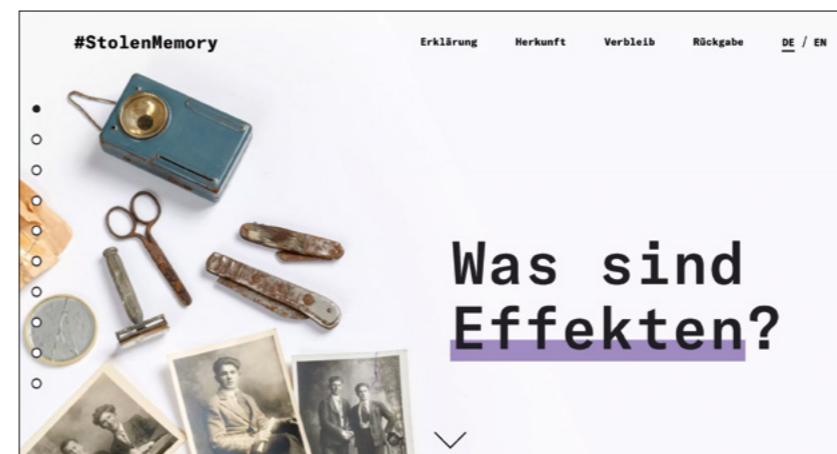 #StolenMemory
Erklärung Herkunft Verbleib Rückgabe DE / EN
Was sind
Effekten?